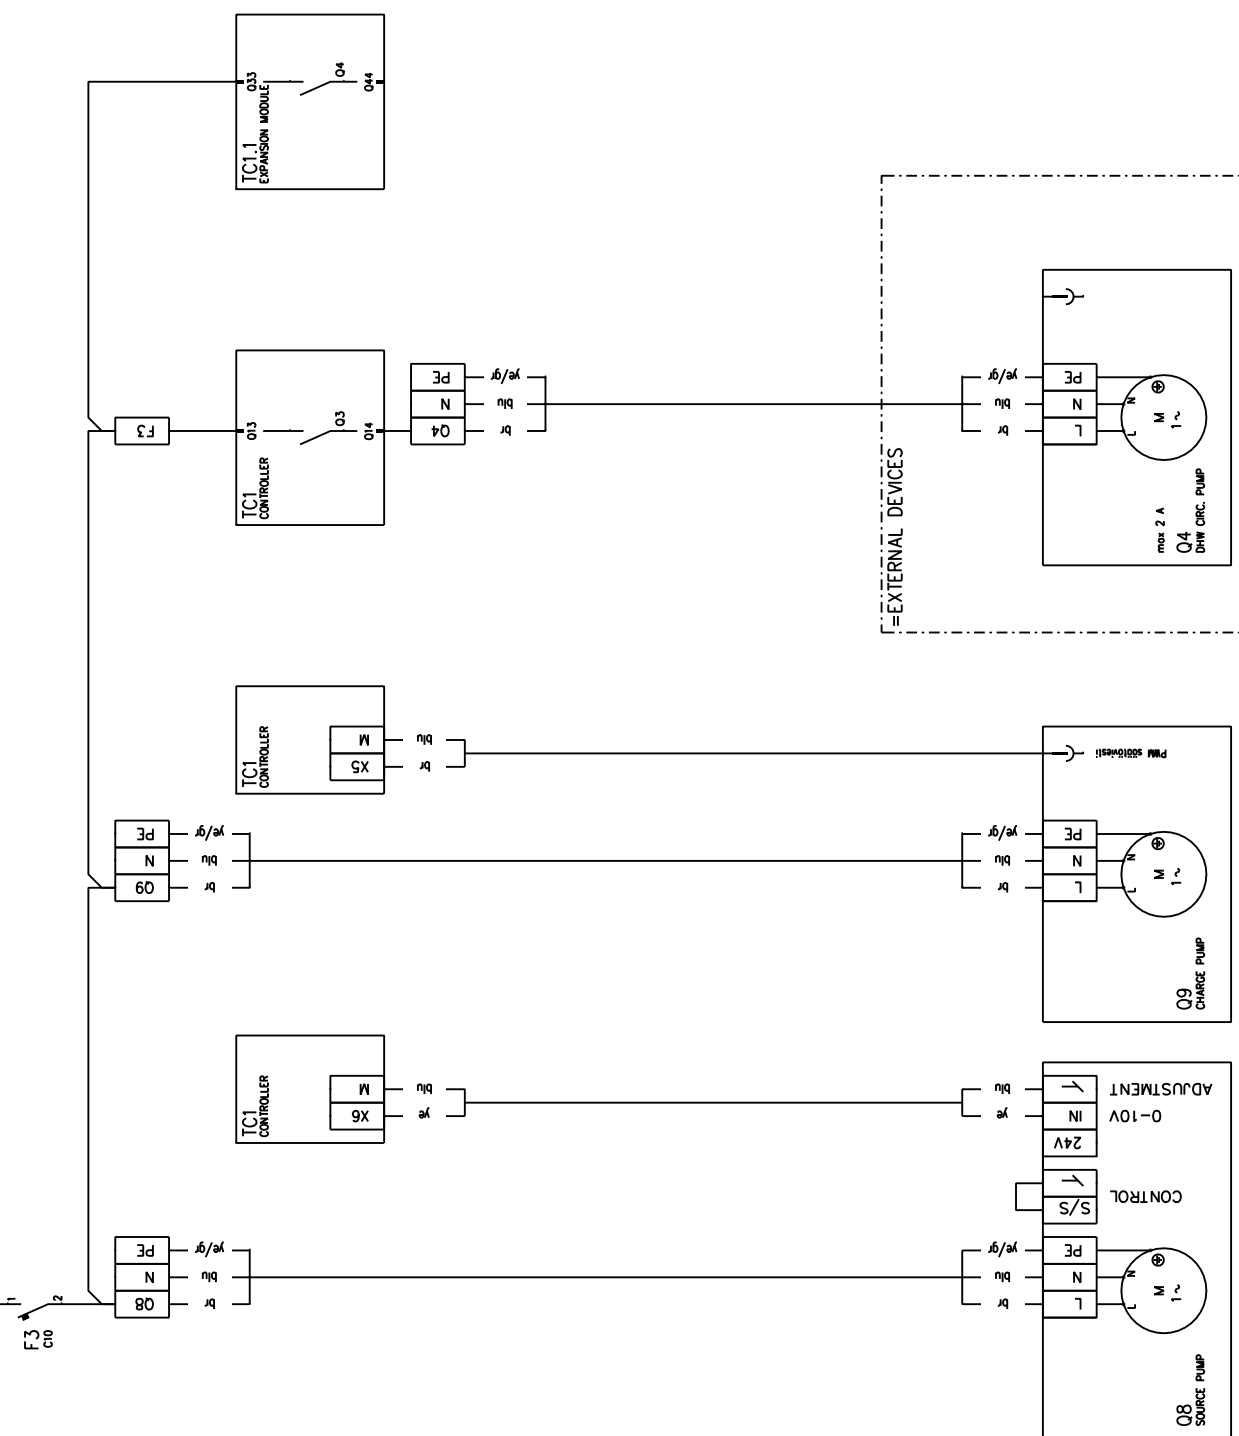 Q33
Q4
Q44
TC1.1
EXPANSION MODULE
F3
Q13
Q3
Q14
TC1
CONTROLLER
PE
N
Q4
ye/gr
blu
br
=EXTERNAL DEVICES
ye/gr
blu
br
PE
N
L
N
L
M
1~
max 2 A
Q4
DHW CIRC. PUMP
TC1
CONTROLLER
M
X5
blu
br
PWM säätöviesti
PE
N
Q9
ye/gr
blu
br
ye/gr
blu
br
PE
N
L
N
L
M
1~
Q9
CHARGE PUMP
TC1
CONTROLLER
M
X6
blu
ye
blu
ye
IN
24V
ADJUSTMENT
0-10V
S/S
CONTROL
PE
N
Q8
ye/gr
blu
br
ye/gr
blu
br
PE
N
L
N
L
M
1~
Q8
SOURCE PUMP
1
2
F3
C10